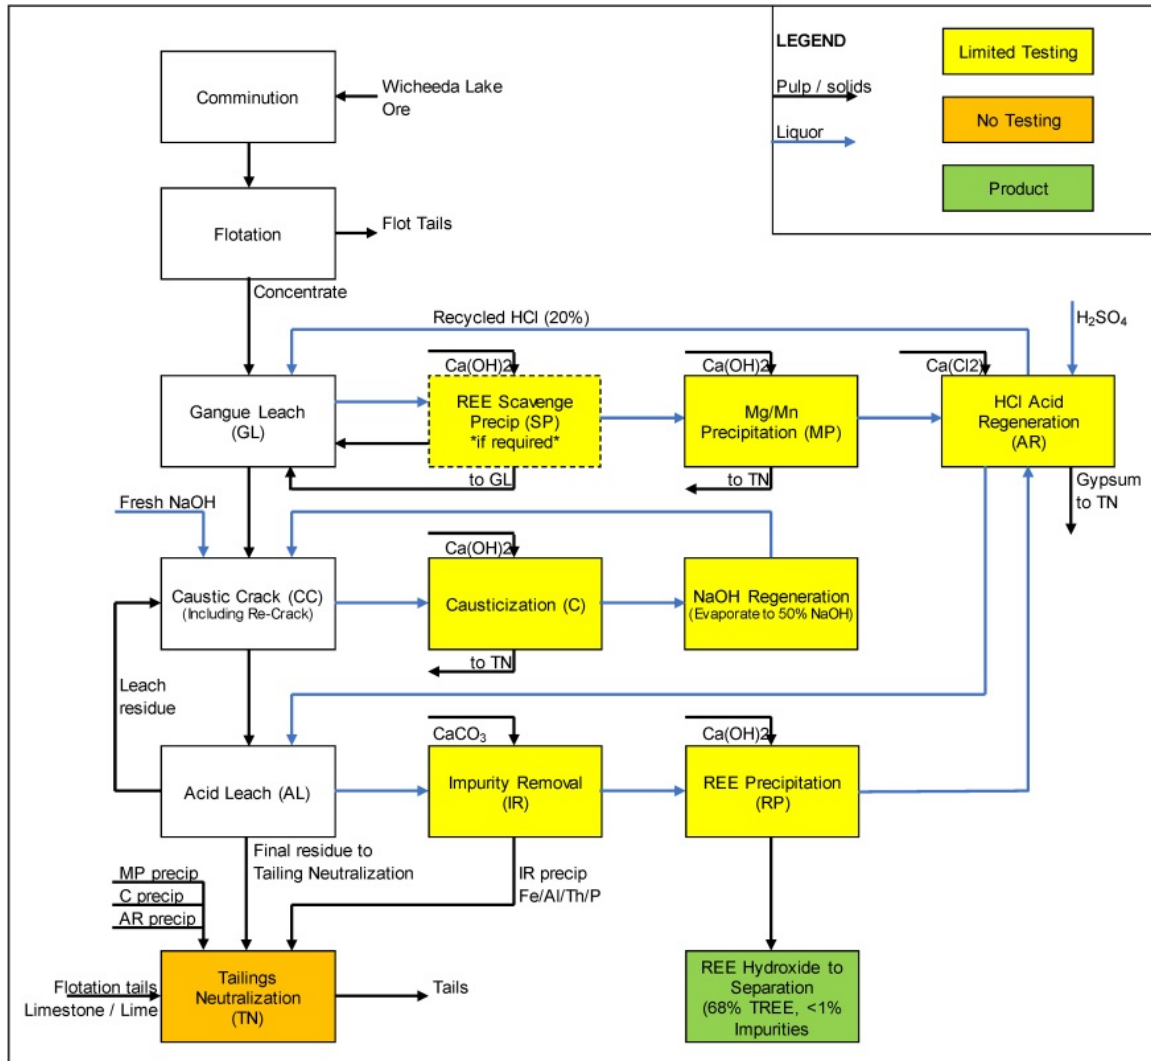 LEGEND
Limited Testing
Pulp / solids
No Testing
Liquor
Product
Comminution
Wicheeda Lake
Ore
Flotation
Flot Tails
Concentrate
Recycled HCl (20%)
H₂SO₄
Ca(OH)2
Ca(OH)2
Ca(Cl2)
Gangue Leach
(GL)
REE Scavenge
Precip (SP)
*if required*
Mg/Mn
Precipitation (MP)
HCl Acid
Regeneration
(AR)
to GL
to TN
Gypsum
to TN
Fresh NaOH
Ca(OH)2
Caustic Crack (CC)
(Including Re-Crack)
Causticization (C)
NaOH Regeneration
(Evaporate to 50% NaOH)
to TN
Leach
residue
CaCO₃
Ca(OH)2
Acid Leach (AL)
Impurity Removal
(IR)
REE Precipitation
(RP)
Final residue to
Tailing Neutralization
IR precip
Fe/Al/Th/P
MP precip
C precip
AR precip
Flotation tails
Limestone / Lime
Tailings
Neutralization
(TN)
Tails
REE Hydroxide to
Separation
(68% TREE, <1%
Impurities